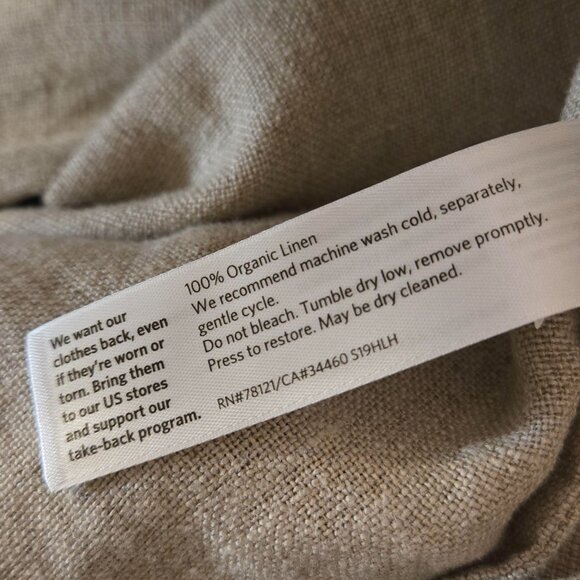 We want our
clothes back, even
if they're worn or
torn. Bring them
to our US stores
and support our
take-back program.
100% Organic Linen
We recommend machine wash cold, separately,
gentle cycle.
Do not bleach. Tumble dry low, remove promptly.
Press to restore. May be dry cleaned.
RN#78121/CA#34460 S19HLH